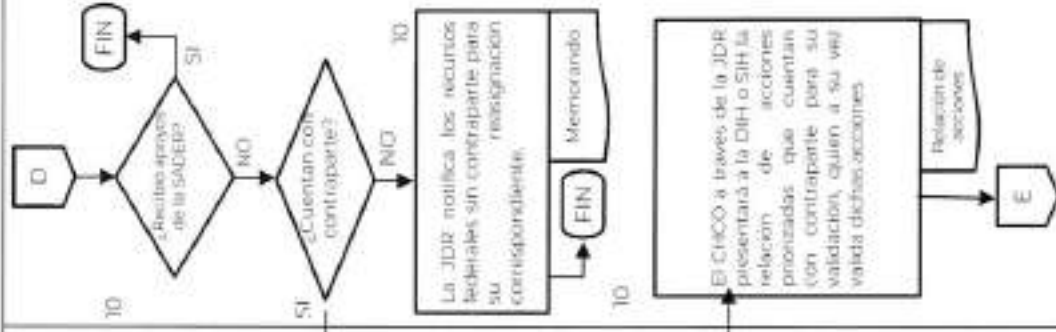 D
¿Recibió apoyos
de la SADER?
SI
FIN
NO
10
¿Cuentan con
contraparte?
SI
NO
10
La JDR notifica los recursos
federales sin contraparte para
su reasignación
correspondiente.
Memorando
FIN
10
El CHCO a través de la JDR
presentará a la DIH o SIH la
relación de acciones
priorizadas que cuentan
con contraparte para su
validación, quien a su vez
valida dichas acciones
Relación de
acciones
E